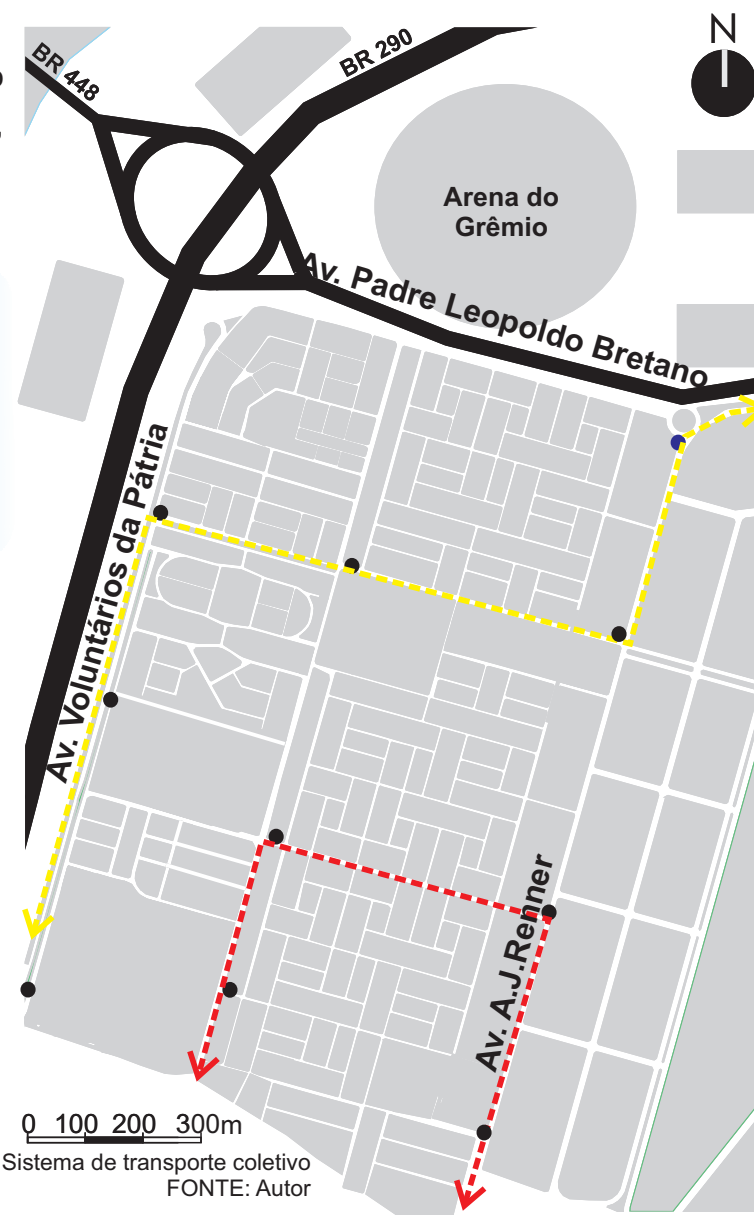 N
BR 448
BR 290
Arena do
Grêmio
Av. Padre Leopoldo Bretano
Av. Voluntários da Pátria
Av. A.J.Renner
0 100 200 300m
Sistema de transporte coletivo
FONTE: Autor